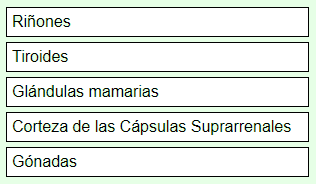 Riñones
Tiroides
Glándulas mamarias
Corteza de las Cápsulas Suprarrenales
Gónadas